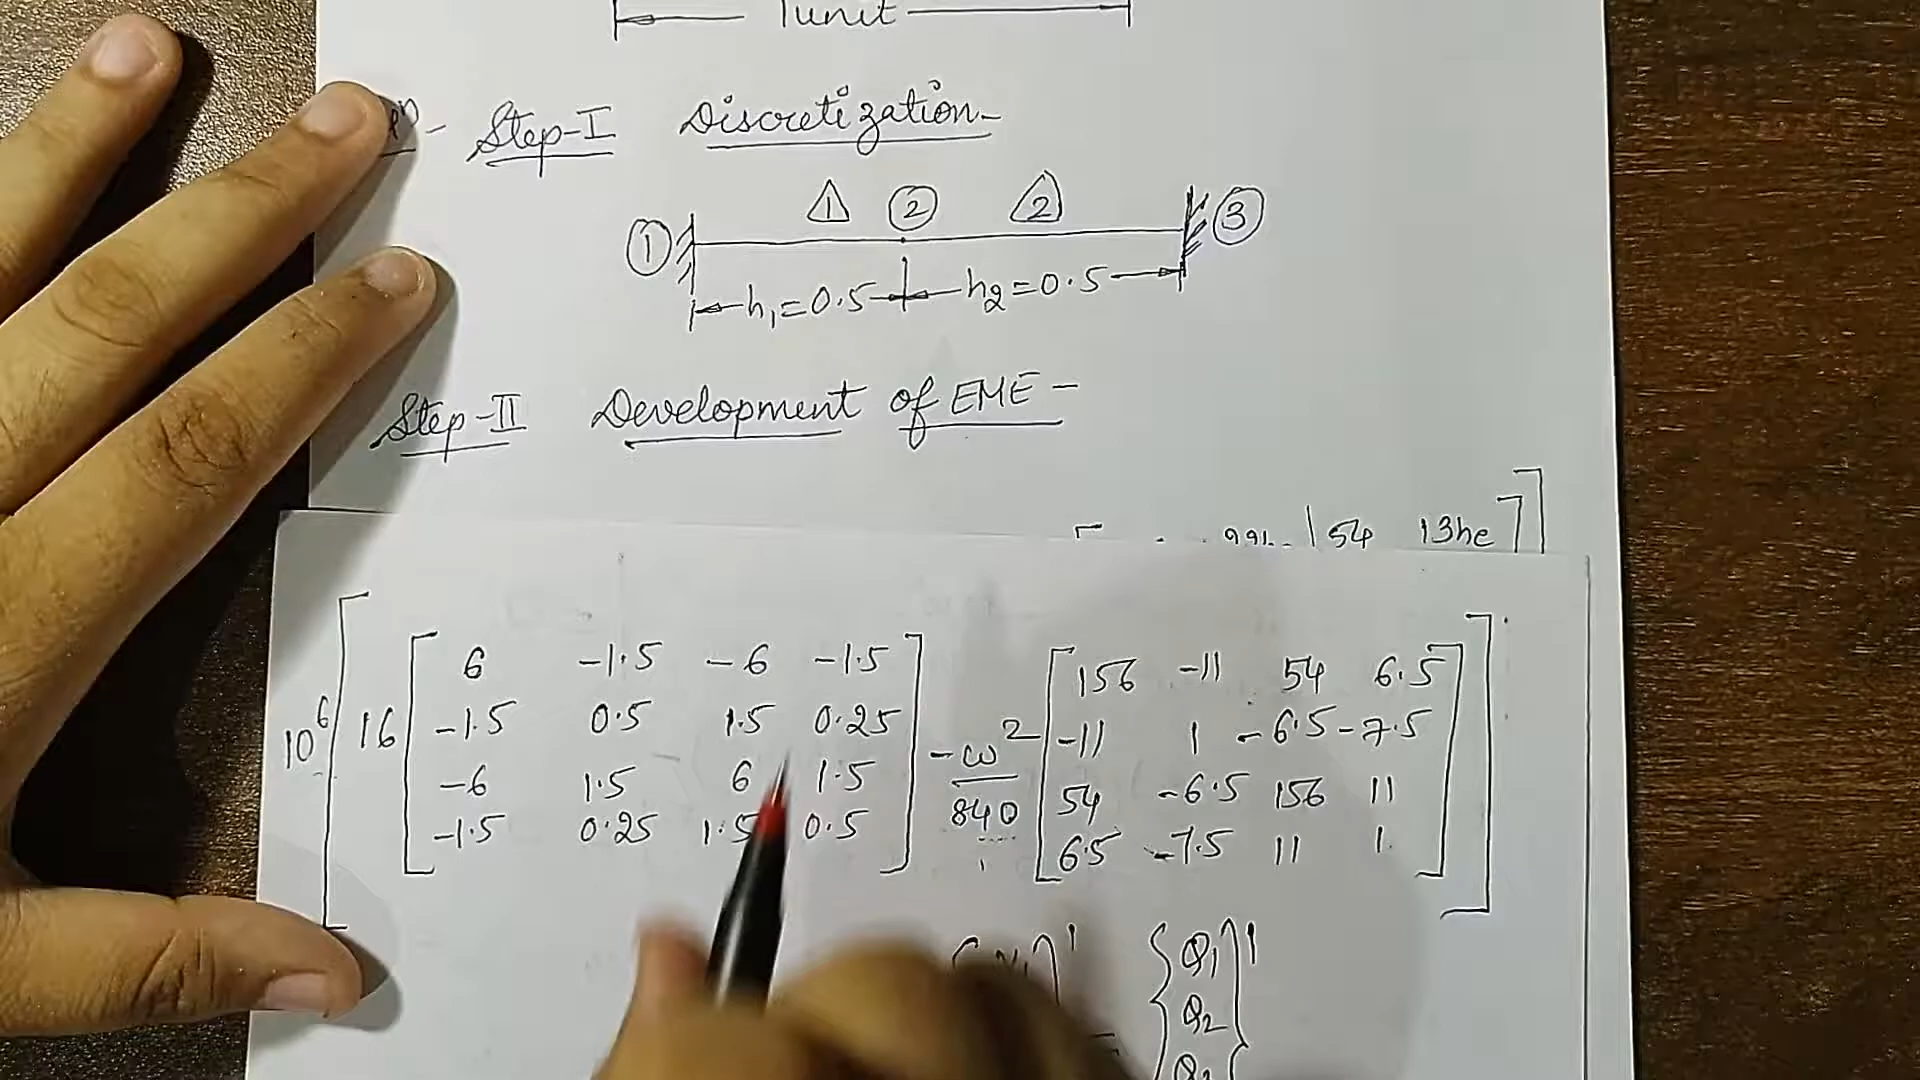 1unit
Step-I Discretization-
1 1 2 2 3
h1=0.5 h2=0.5
Step-II Development of EME-
54 13he
6 -1.5 -6 -1.5 156 -11 54 6.5
10^6 16 -1.5 0.5 1.5 0.25 -ω^2/840 -11 1 -6.5 -7.5
-6 1.5 6 1.5 54 -6.5 156 11
-1.5 0.25 1.5 0.5 6.5 -7.5 11 1
Q1 1
Q2